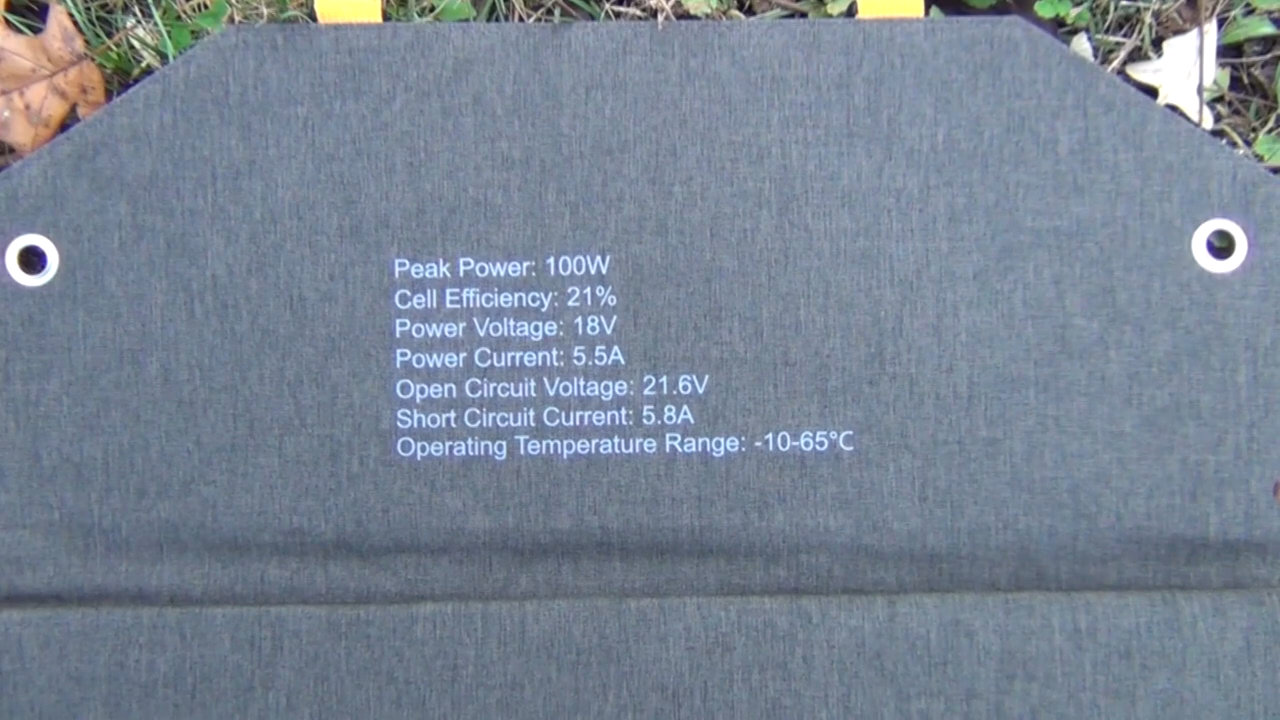 Peak Power: 100W
Cell Efficiency: 21%
Power Voltage: 18V
Power Current: 5.5A
Open Circuit Voltage: 21.6V
Short Circuit Current: 5.8A
Operating Temperature Range: -10-65℃